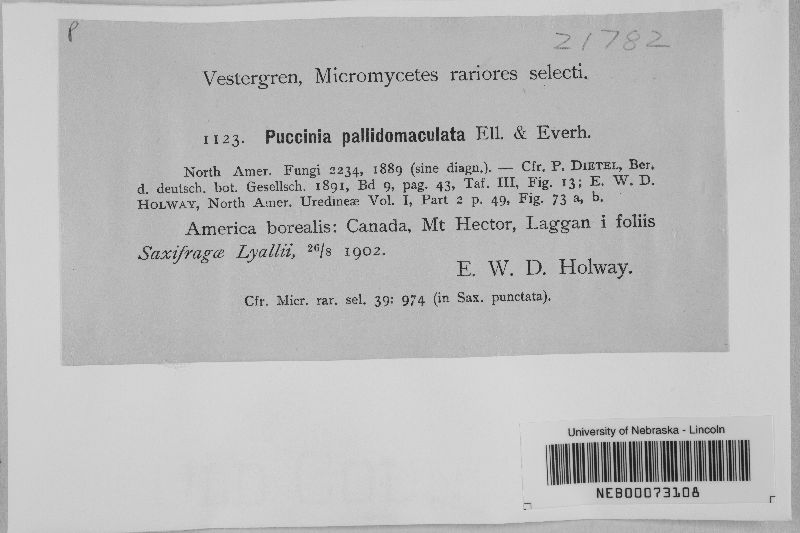 P
21782
Vestergren, Micromycetes rariores selecti.
1123. Puccinia pallidomaculata Ell. & Everh.
North Amer. Fungi 2234, 1889 (sine diagn.). — Cfr. P. DIETEL, Ber.
d. deutsch. bot. Gesellsch. 1891, Bd 9, pag. 43, Taf. III, Fig. 13; E. W. D.
HOLWAY, North Amer. Uredineæ Vol. I, Part 2 p. 49, Fig. 73 a, b.
America borealis: Canada, Mt Hector, Laggan i foliis
Saxifragæ Lyallii, 26/8 1902.
E. W. D. Holway.
Cfr. Micr. rar. sel. 39: 974 (in Sax. punctata).
University of Nebraska - Lincoln
NEB00073108